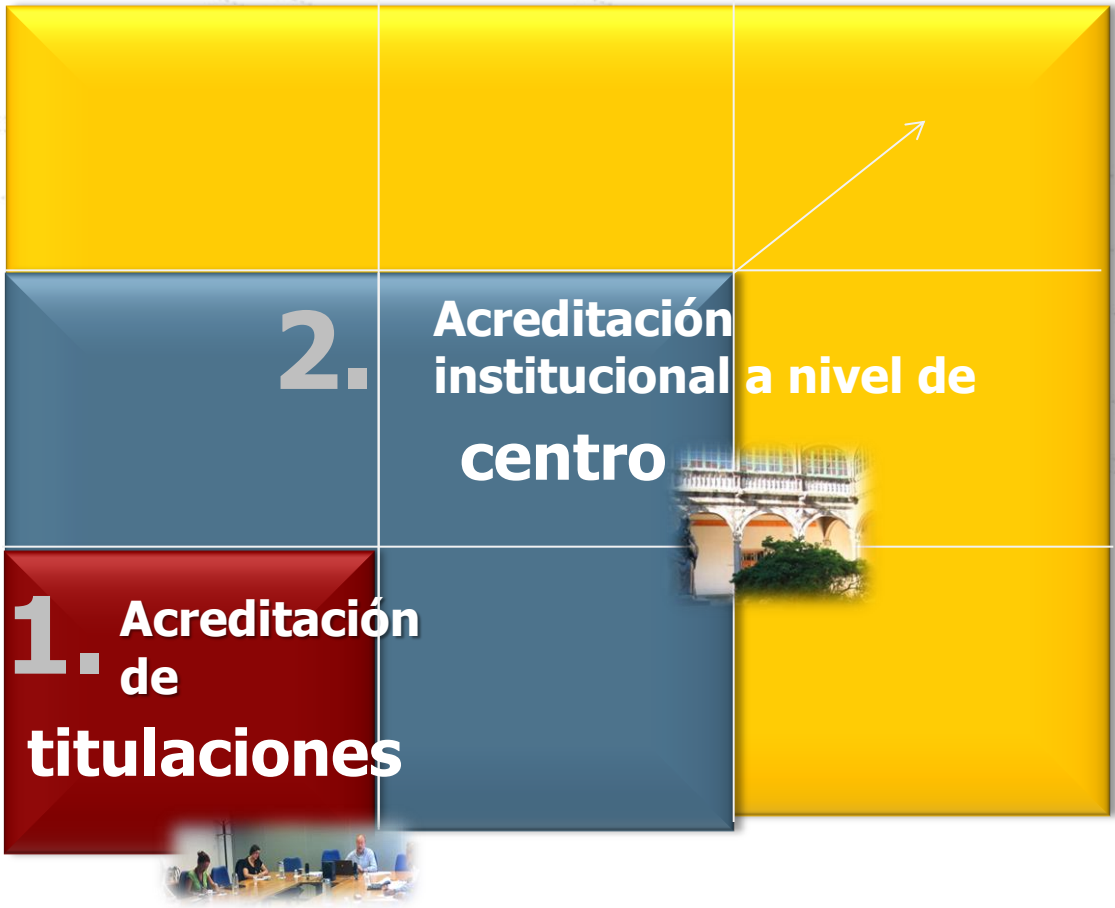 2.
Acreditación
institucional a nivel de
centro
1.
Acreditación
de
titulaciones